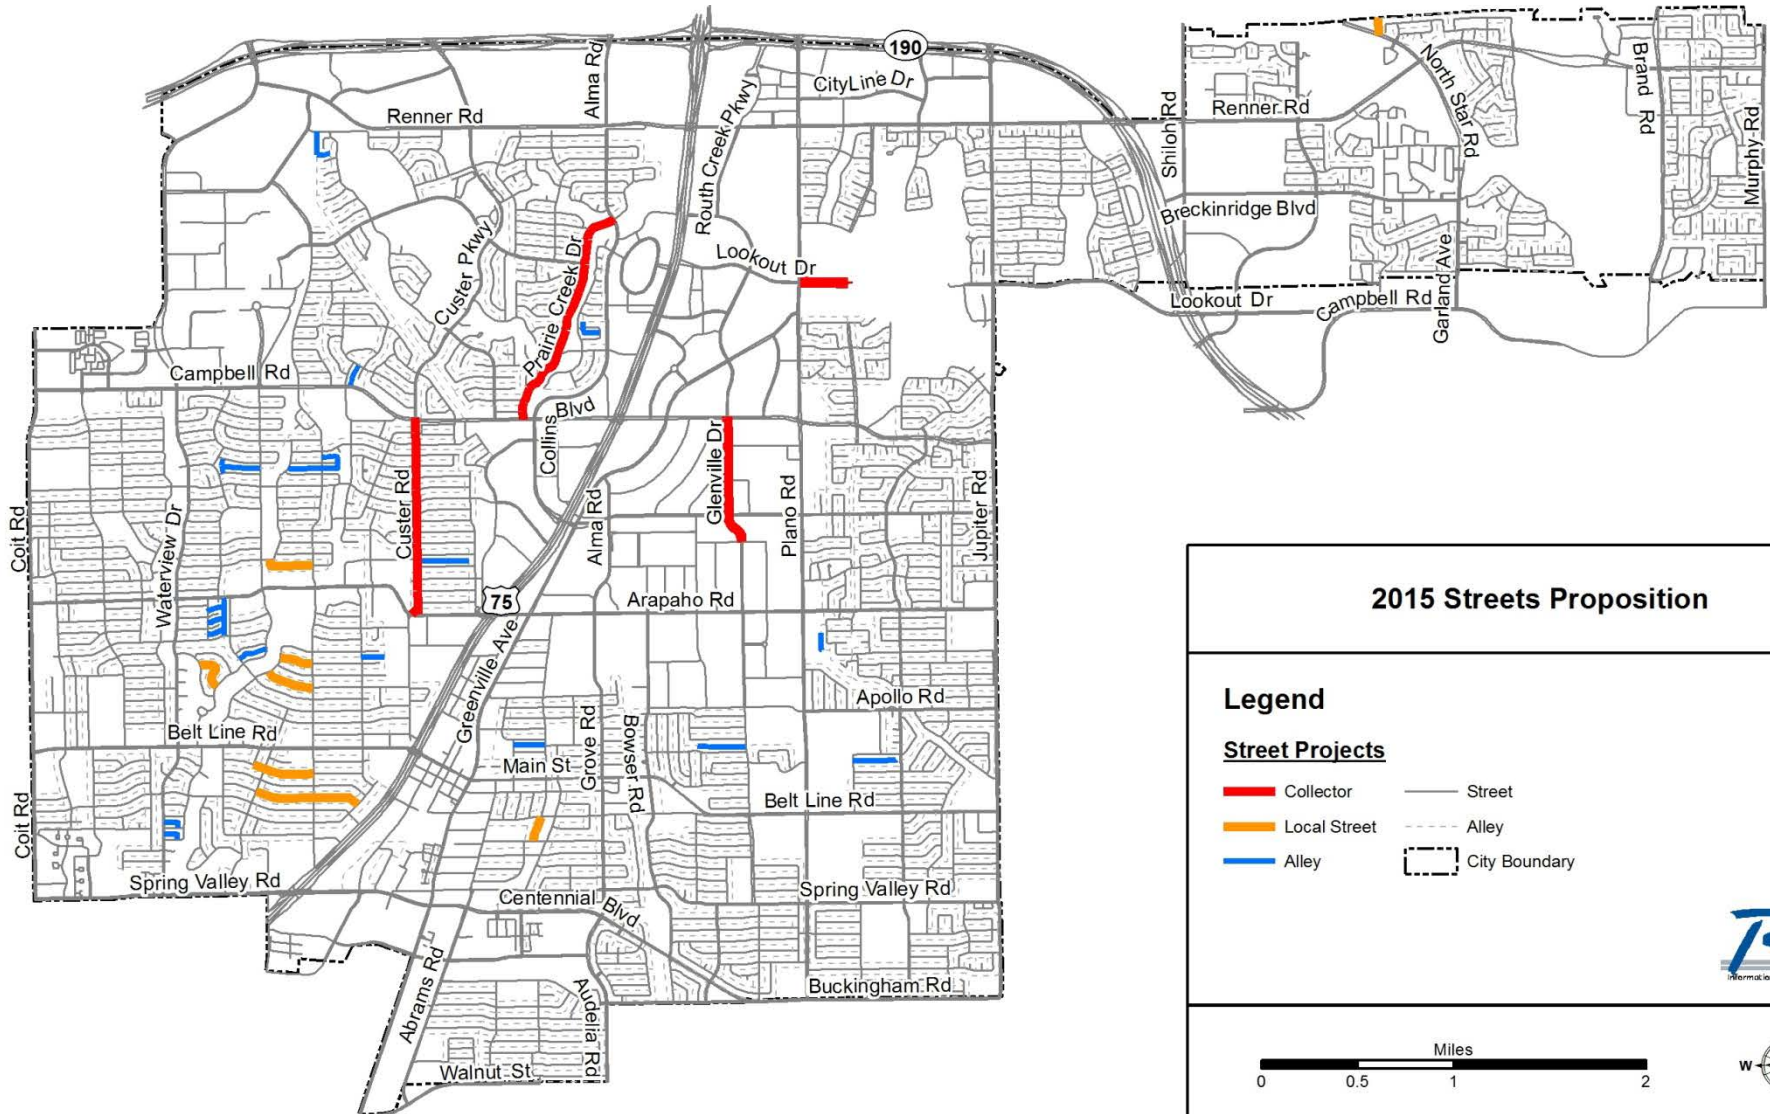 190
Alma Rd
CityLine Dr
Renner Rd
Routh Creek Pkwy
Shiloh Rd
Renner Rd
North Star Rd
Brand Rd
Murphy Rd
Custer Pkwy
Prairie Creek Dr
Lookout Dr
Breckinridge Blvd
Garland Ave
Lookout Dr
Campbell Rd
Campbell Rd
Collins Blvd
Glenville Dr
Coit Rd
Waterview Dr
Custer Rd
Alma Rd
Plano Rd
Jupiter Rd
75
Arapaho Rd
Greenville Ave
Apollo Rd
Belt Line Rd
Main St
Grove Rd
Bowser Rd
Belt Line Rd
Coit Rd
Spring Valley Rd
Centennial Blvd
Spring Valley Rd
Abrams Rd
Audelia Rd
Buckingham Rd
Walnut St
2015 Streets Proposition
Legend
Street Projects
Collector
Street
Local Street
Alley
Alley
City Boundary
Miles
0 0.5 1 2
W